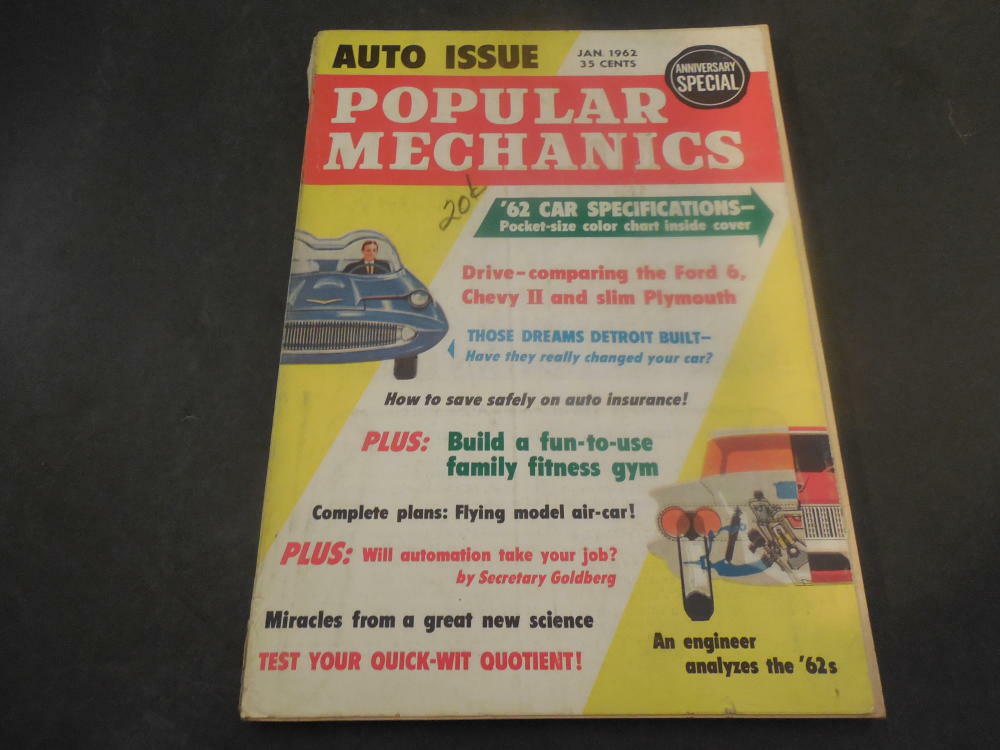 AUTO ISSUE
JAN. 1962
35 CENTS
ANNIVERSARY
SPECIAL
POPULAR
MECHANICS
20¢
'62 CAR SPECIFICATIONS—
Pocket-size color chart inside cover
Drive-comparing the Ford 6,
Chevy II and slim Plymouth
THOSE DREAMS DETROIT BUILT—
Have they really changed your car?
How to save safely on auto insurance!
PLUS: Build a fun-to-use
family fitness gym
Complete plans: Flying model air-car!
PLUS: Will automation take your job?
by Secretary Goldberg
Miracles from a great new science
TEST YOUR QUICK-WIT QUOTIENT!
An engineer
analyzes the '62s